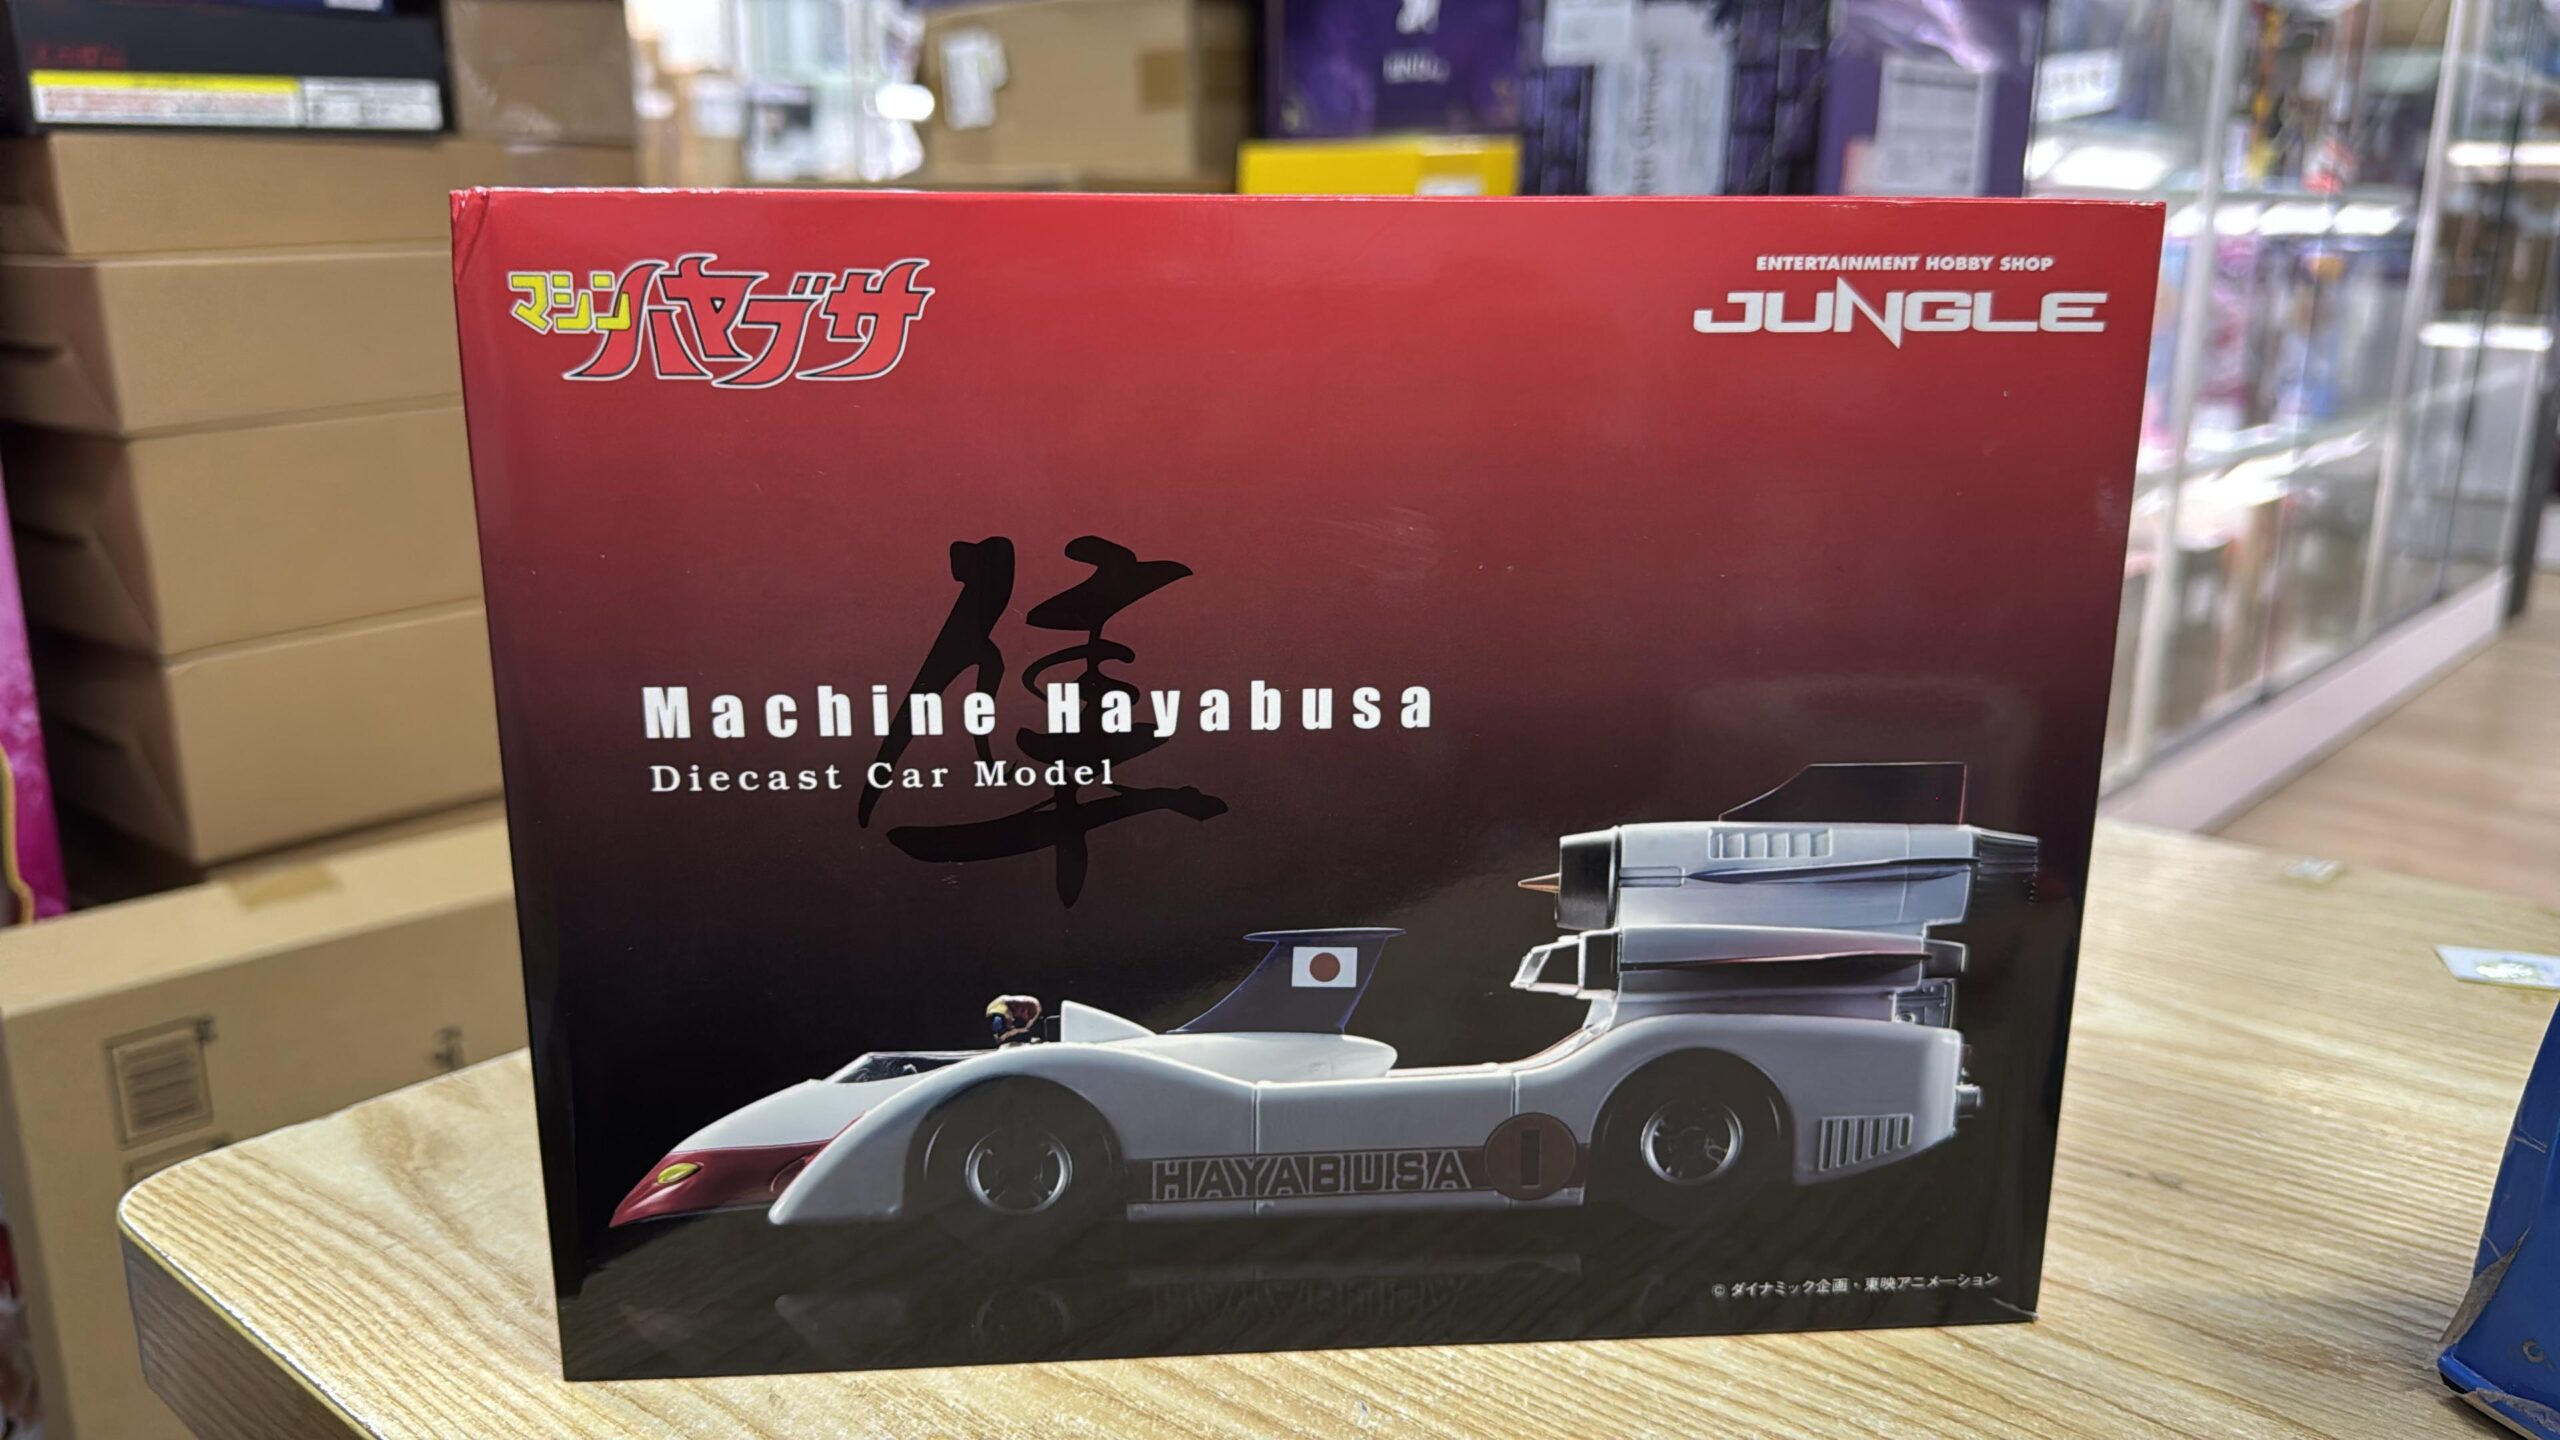 マシンハヤブサ
ENTERTAINMENT HOBBY SHOP
JUNGLE
隼
Machine Hayabusa
Diecast Car Model
HAYABUSA 1
© ダイナミック企画・東映アニメーション